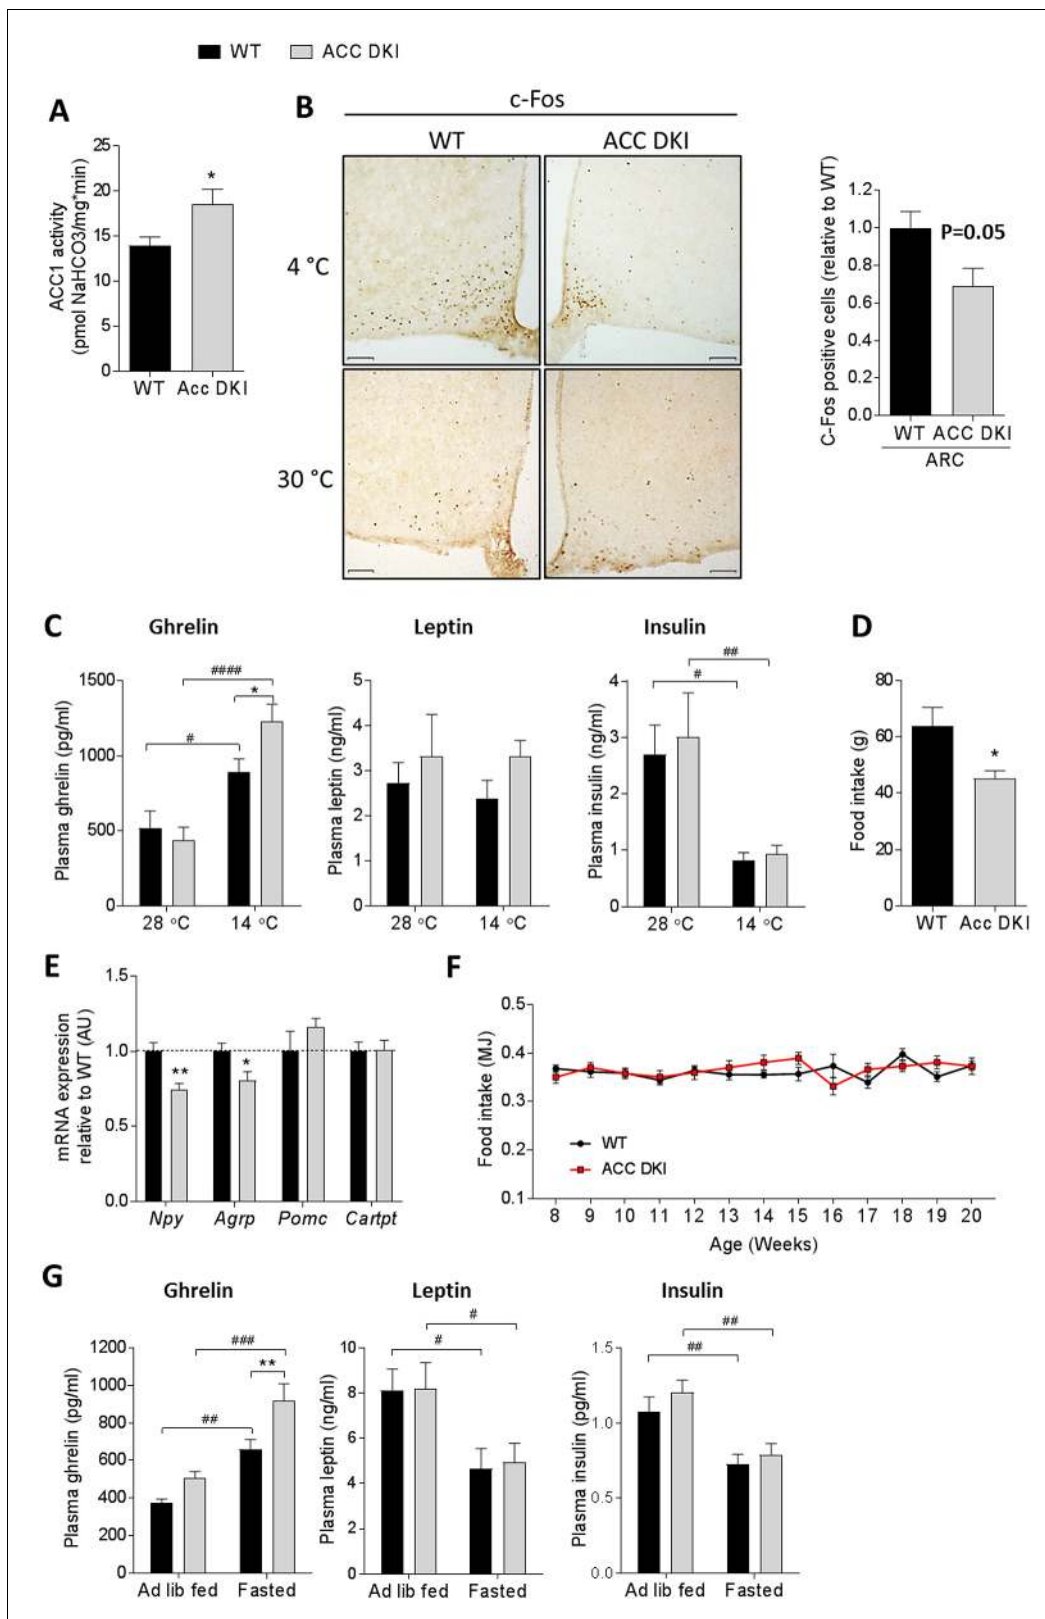 WT ACC DKI
A
ACC1 activity
(pmol NaHCO3/mg*min)
25
20
15
10
5
0
*
WT Acc DKI
B
c-Fos
WT ACC DKI
4 °C
30 °C
C-Fos positive cells (relative to WT)
1.2
1.0
0.8
0.6
0.4
0.2
0.0
P=0.05
WT ACC DKI
ARC
C
Ghrelin
Plasma ghrelin (pg/ml)
1500
1000
500
0
####
*
#
28 °C 14 °C
Leptin
Plasma leptin (ng/ml)
5
4
3
2
1
0
28 °C 14 °C
Insulin
Plasma insulin (ng/ml)
4
3
2
1
0
##
#
28 °C 14 °C
D
Food intake (g)
80
60
40
20
0
*
WT Acc DKI
E
mRNA expression
relative to WT (AU)
1.5
1.0
0.5
0.0
** *
Npy Agrp Pomc Cartpt
F
Food intake (MJ)
0.5
0.4
0.3
0.2
0.1
WT
ACC DKI
8 9 10 11 12 13 14 15 16 17 18 19 20
Age (Weeks)
G
Ghrelin
Plasma ghrelin (pg/ml)
1200
1000
800
600
400
200
0
###
**
##
Ad lib fed Fasted
Leptin
Plasma leptin (ng/ml)
10
8
6
4
2
0
#
#
Ad lib fed Fasted
Insulin
Plasma insulin (pg/ml)
1.5
1.0
0.5
0.0
##
##
Ad lib fed Fasted